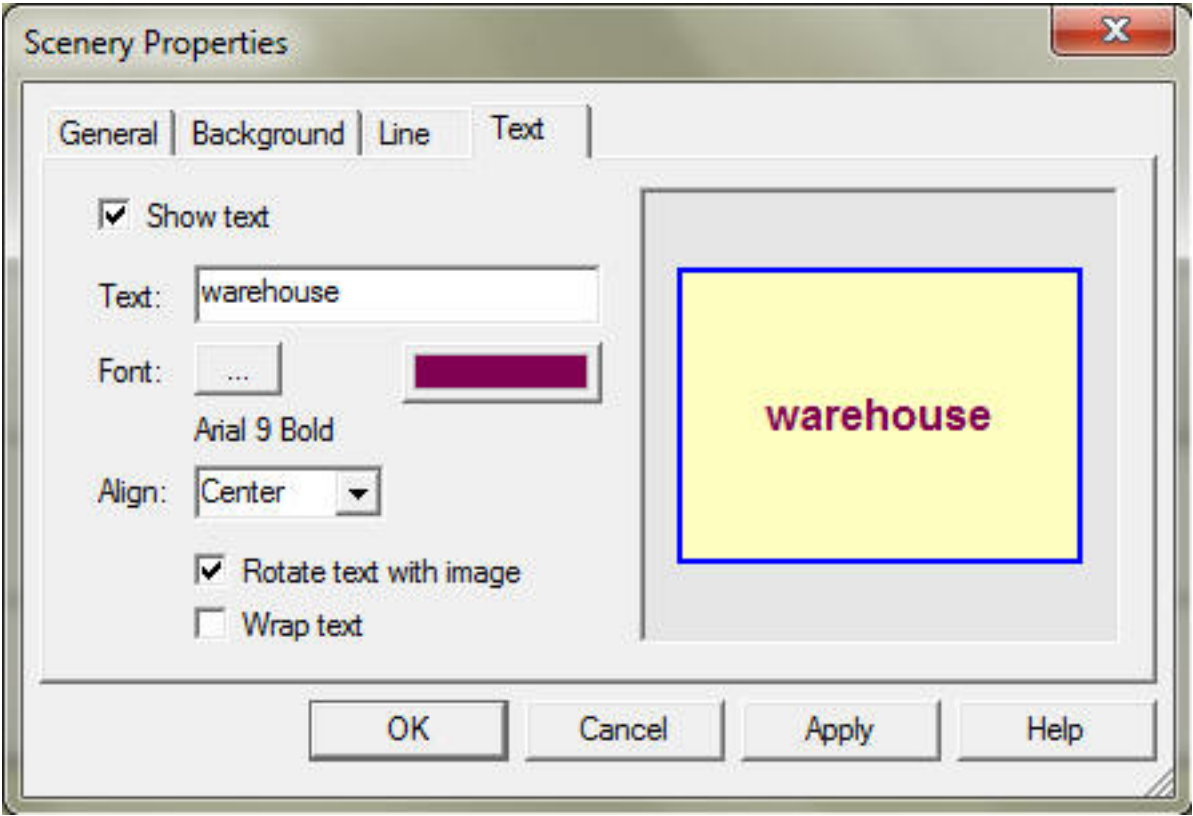 Scenery Properties
General Background Line Text
Show text
Text: warehouse
Font: ...
Arial 9 Bold
Align: Center
Rotate text with image
Wrap text
warehouse
OK Cancel Apply Help